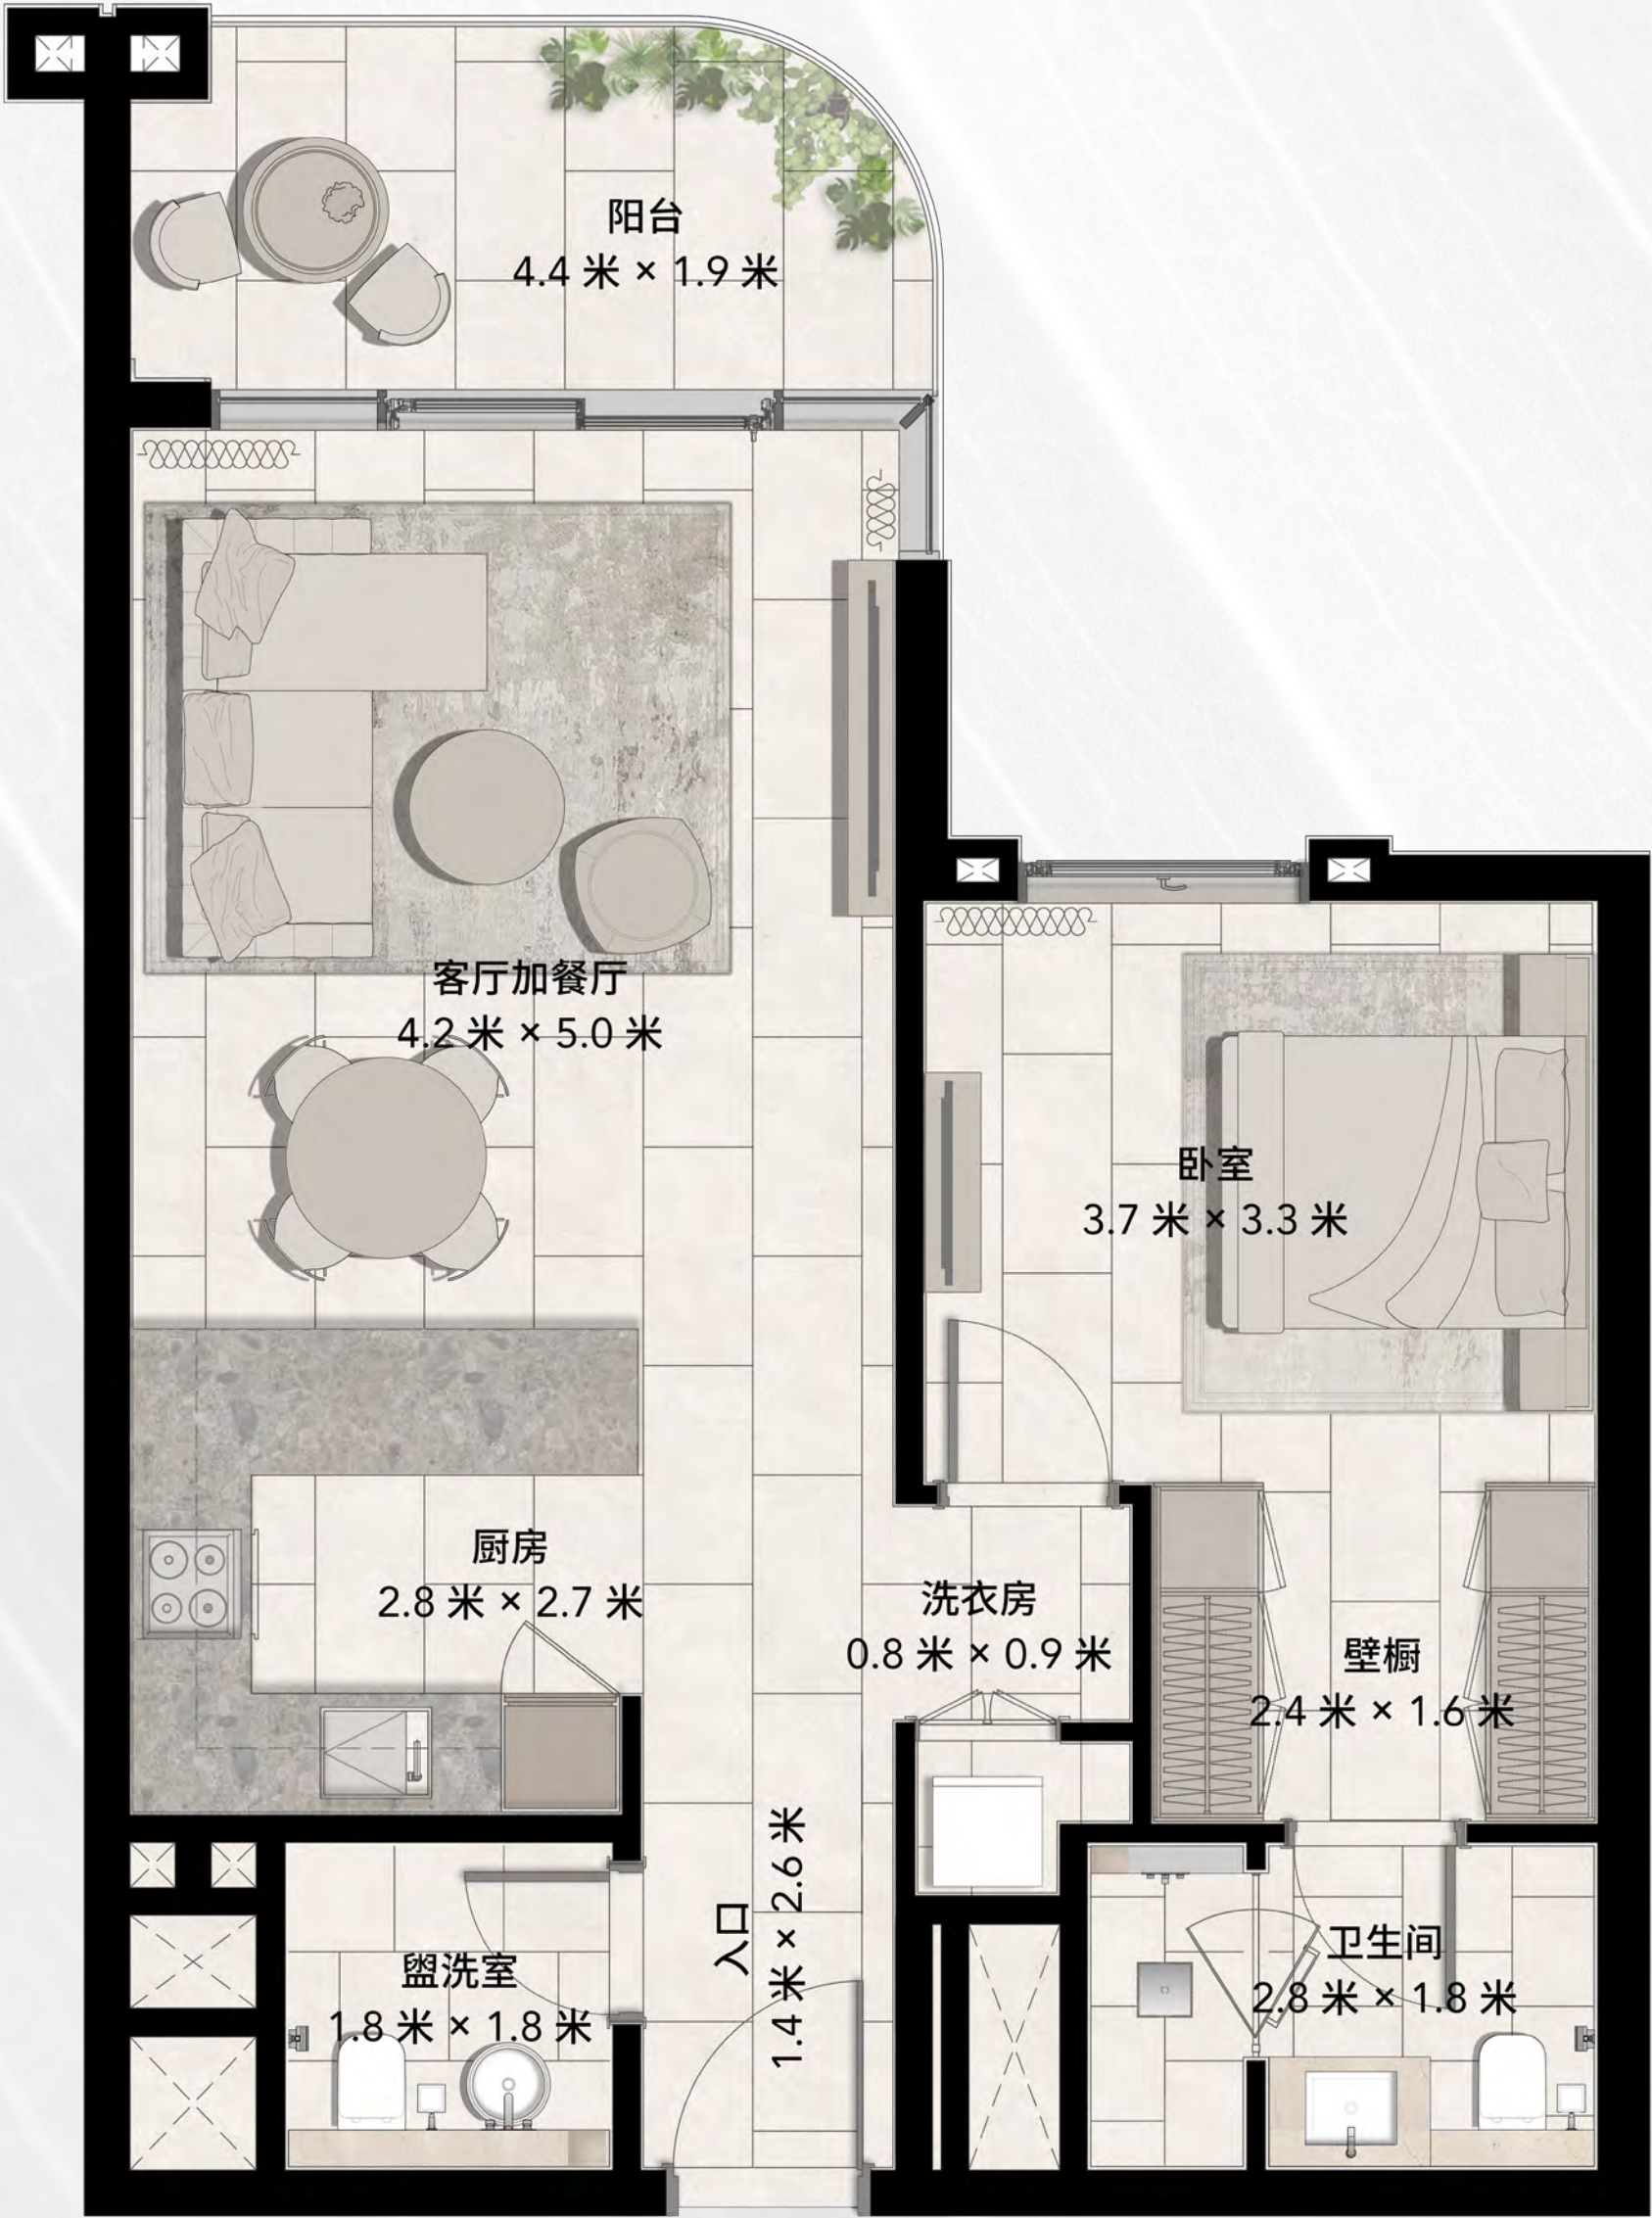 阳台
4.4 米 × 1.9 米
客厅加餐厅
4.2 米 × 5.0 米
卧室
3.7 米 × 3.3 米
厨房
2.8 米 × 2.7 米
洗衣房
0.8 米 × 0.9 米
壁橱
2.4 米 × 1.6 米
入口
1.4 米 × 2.6 米
盥洗室
1.8 米 × 1.8 米
卫生间
2.8 米 × 1.8 米